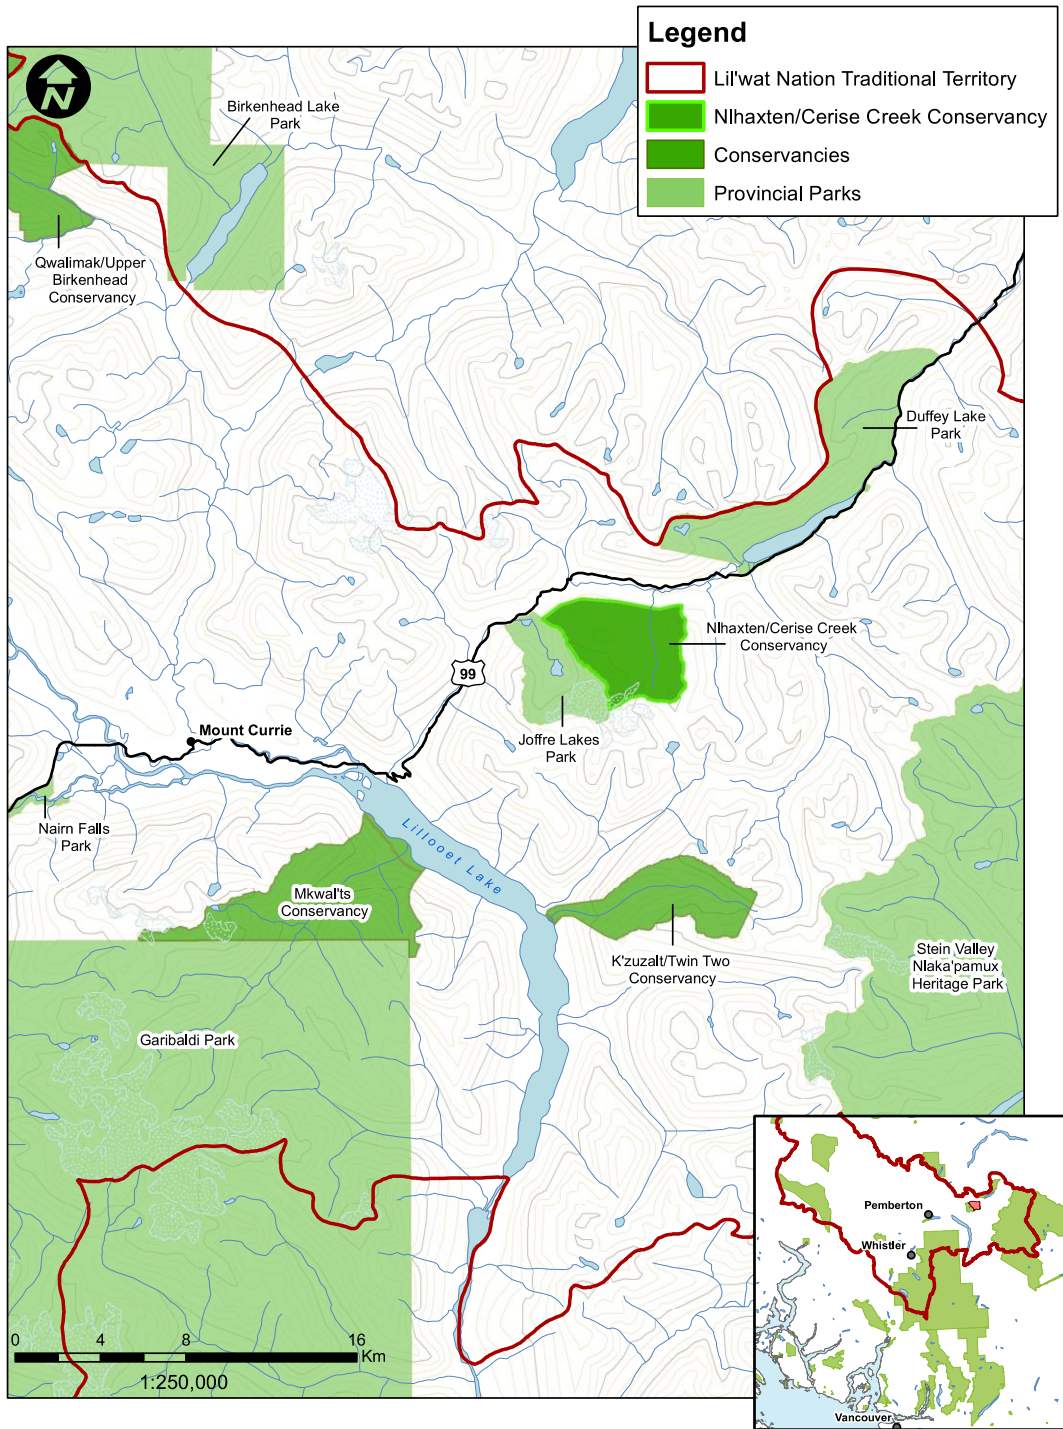 Legend
Lil'wat Nation Traditional Territory
Nlhaxten/Cerise Creek Conservancy
Conservancies
Provincial Parks
N
Birkenhead Lake
Park
Qwalimak/Upper
Birkenhead
Conservancy
Duffey Lake
Park
Nlhaxten/Cerise Creek
Conservancy
99
Mount Currie
Joffre Lakes
Park
Nairn Falls
Park
Lillooet Lake
Mkwal'ts
Conservancy
K'zuzalt/Twin Two
Conservancy
Stein Valley
Nlaka'pamux
Heritage Park
Garibaldi Park
Pemberton
Whistler
Vancouver
0 4 8 16
Km
1:250,000